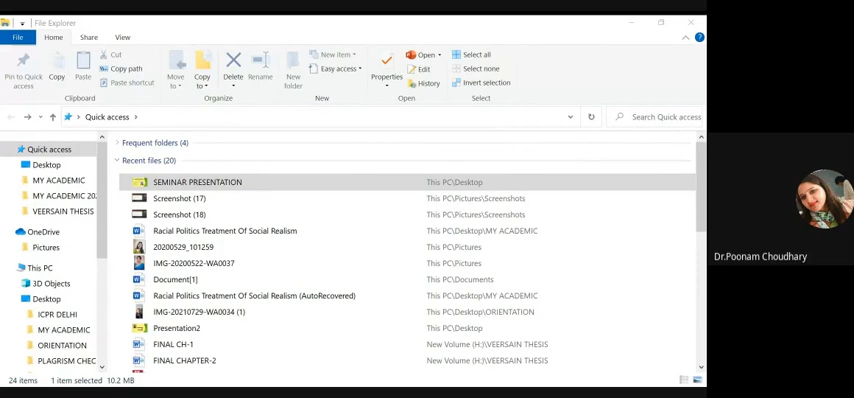 File Explorer
File Home Share View
Pin to Quick access
Copy
Paste
Cut
Copy path
Paste shortcut
Clipboard
Move to
Copy to
Delete
Rename
Organize
New folder
New item
Easy access
New
Properties
Open
Edit
History
Open
Select all
Select none
Invert selection
Select
Quick access
Search Quick access
Quick access
Desktop
MY ACADEMIC
MY ACADEMIC 20
VEERSAIN THESIS
OneDrive
Pictures
This PC
3D Objects
Desktop
ICPR DELHI
MY ACADEMIC
ORIENTATION
PLAGRISM CHEC
Frequent folders (4)
Recent files (20)
SEMINAR PRESENTATION This PC\Desktop
Screenshot (17) This PC\Pictures\Screenshots
Screenshot (18) This PC\Pictures\Screenshots
Racial Politics Treatment Of Social Realism This PC\Desktop\MY ACADEMIC
20200529_101259 This PC\Pictures
IMG-20200522-WA0037 This PC\Pictures
Document[1] This PC\Documents
Racial Politics Treatment Of Social Realism (AutoRecovered) This PC\Desktop\MY ACADEMIC
IMG-20210729-WA0034 (1) This PC\Desktop\ORIENTATION
Presentation2 This PC\Desktop
FINAL CH-1 New Volume (H:)\VEERSAIN THESIS
FINAL CHAPTER-2 New Volume (H:)\VEERSAIN THESIS
24 items 1 item selected 10.2 MB
Dr.Poonam Choudhary